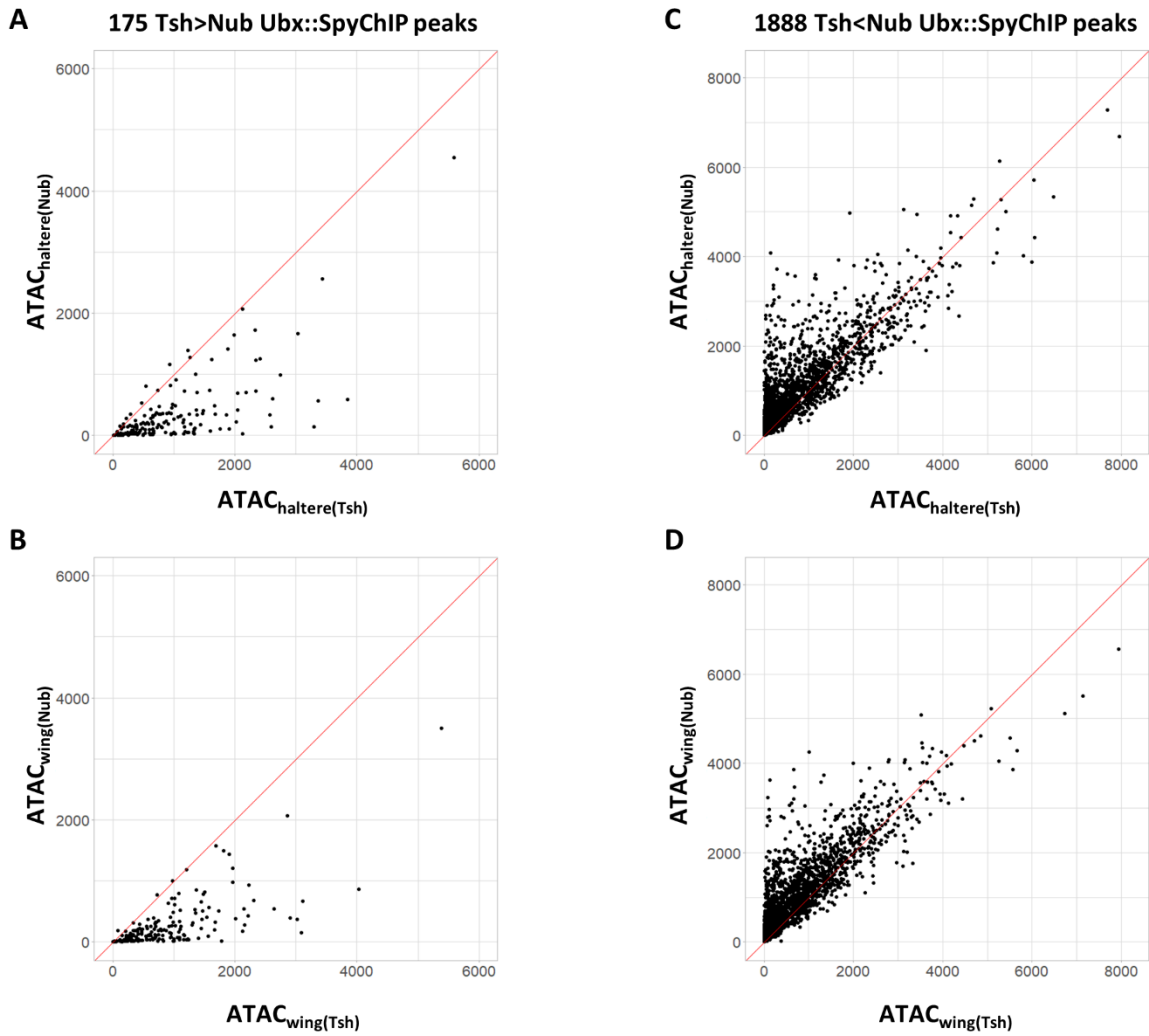 A
175 Tsh>Nub Ubx::SpyChIP peaks
6000
4000
2000
0
ATAChaltere(Nub)
0 2000 4000 6000
ATAChaltere(Tsh)
C
1888 Tsh<Nub Ubx::SpyChIP peaks
8000
6000
4000
2000
0
ATAChaltere(Nub)
0 2000 4000 6000 8000
ATAChaltere(Tsh)
B
6000
4000
2000
0
ATACwing(Nub)
0 2000 4000 6000
ATACwing(Tsh)
D
8000
6000
4000
2000
0
ATACwing(Nub)
0 2000 4000 6000 8000
ATACwing(Tsh)